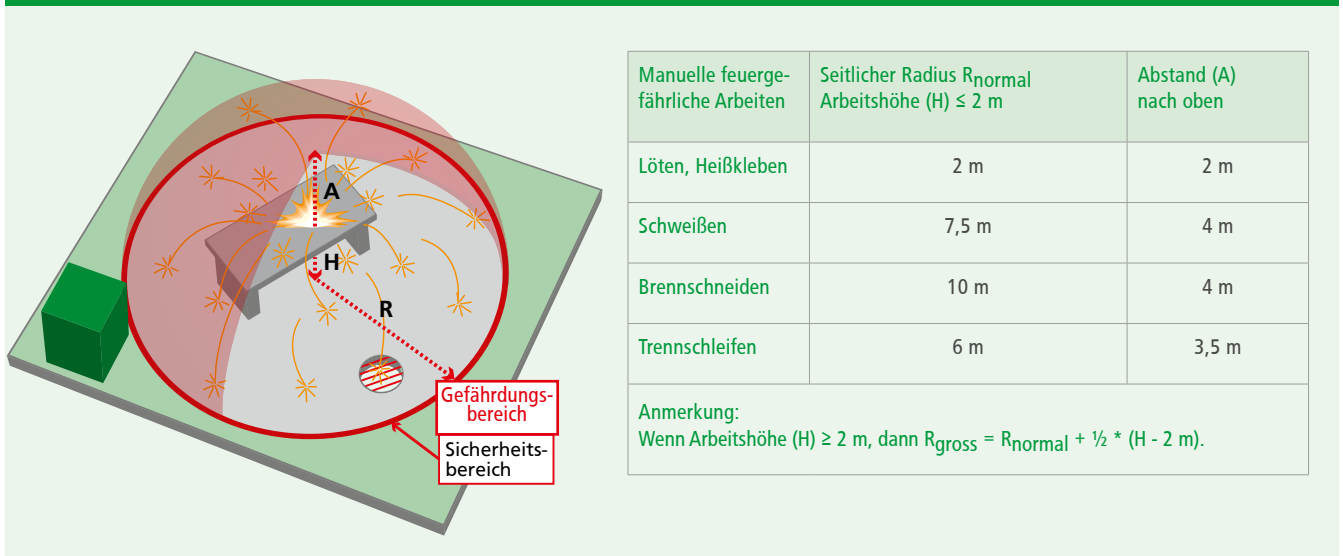 A
H
R
Gefährdungs-
bereich
Sicherheits-
bereich
Manuelle feuerge-
fährliche Arbeiten
Seitlicher Radius Rnormal
Arbeitshöhe (H) ≤ 2 m
Abstand (A)
nach oben
Löten, Heißkleben 2 m 2 m
Schweißen 7,5 m 4 m
Brennschneiden 10 m 4 m
Trennschleifen 6 m 3,5 m
Anmerkung:
Wenn Arbeitshöhe (H) ≥ 2 m, dann Rgross = Rnormal + ½ * (H - 2 m).